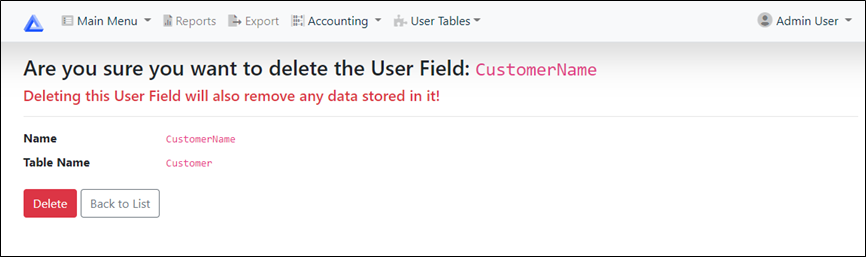 Main Menu Reports Export Accounting User Tables Admin User
Are you sure you want to delete the User Field: CustomerName
Deleting this User Field will also remove any data stored in it!
Name CustomerName
Table Name Customer
Delete Back to List